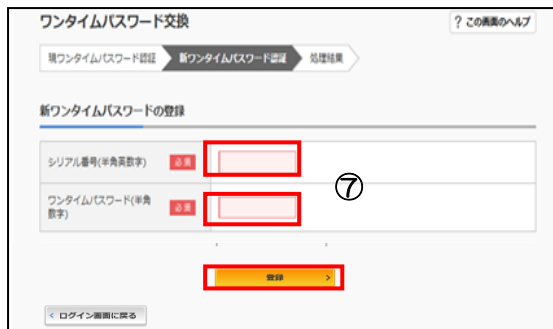 ワンタイムパスワード交換
? この画面のヘルプ
現ワンタイムパスワード認証
新ワンタイムパスワード認証
処理結果
新ワンタイムパスワードの登録
シリアル番号(半角英数字)
必須
ワンタイムパスワード(半角
数字)
必須
⑦
登録 >
< ログイン画面に戻る